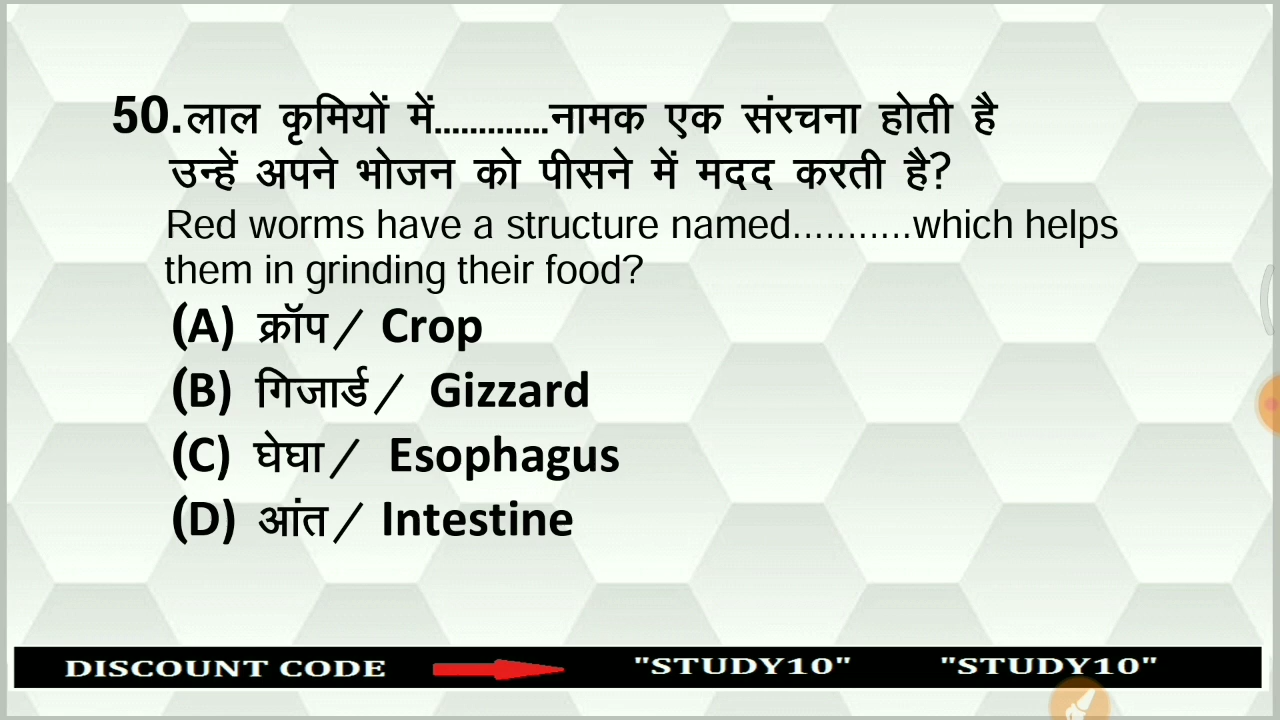 50.लाल कृमियों में.............नामक एक संरचना होती है
उन्हें अपने भोजन को पीसने में मदद करती है?
Red worms have a structure named...........which helps
them in grinding their food?
(A) क्रॉप/ Crop
(B) गिजार्ड/ Gizzard
(C) घेघा/ Esophagus
(D) आंत/ Intestine
DISCOUNT CODE "STUDY10" "STUDY10"